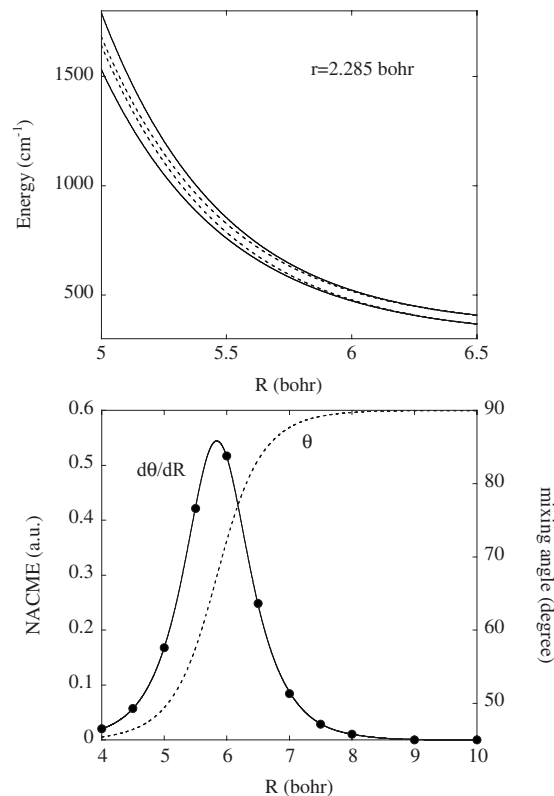 1500
1000
500
Energy (cm-1)
r=2.285 bohr
5 5.5 6 6.5
R (bohr)
0.6
0.5
0.4
0.3
0.2
0.1
0
NACME (a.u.)
dθ/dR
θ
90
80
70
60
50
mixing angle (degree)
4 5 6 7 8 9 10
R (bohr)